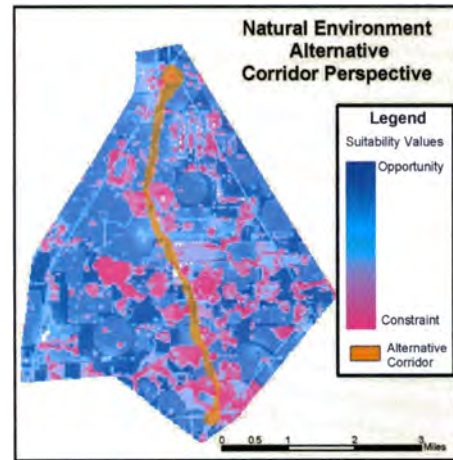 Natural Environment
Alternative
Corridor Perspective
Legend
Suitability Values
Opportunity
Constraint
Alternative
Corridor
0 0.5 1 2 3
Miles